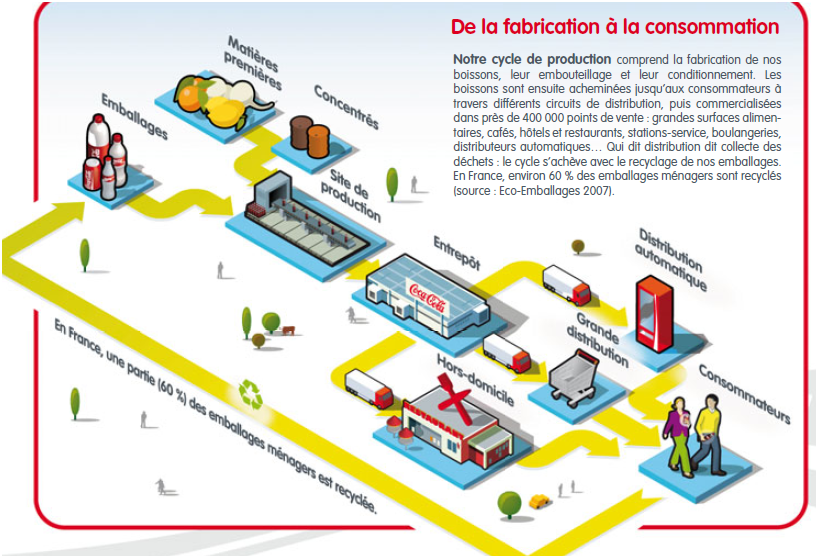 De la fabrication à la consommation
Notre cycle de production comprend la fabrication de nos
boissons, leur embouteillage et leur conditionnement. Les
boissons sont ensuite acheminées jusqu'aux consommateurs à
travers différents circuits de distribution, puis commercialisées
dans près de 400 000 points de vente : grandes surfaces alimen-
taires, cafés, hôtels et restaurants, stations-service, boulangeries,
distributeurs automatiques... Qui dit distribution dit collecte des
déchets : le cycle s'achève avec le recyclage de nos emballages.
En France, environ 60 % des emballages ménagers sont recyclés
(source : Eco-Emballages 2007).
Matières
premières
Concentrés
Emballages
Site de
production
Entrepôt
Coca-Cola
Distribution
automatique
Grande
distribution
Hors-domicile
RESTAURANT
Consommateurs
En France, une partie (60 %) des emballages ménagers est recyclée.